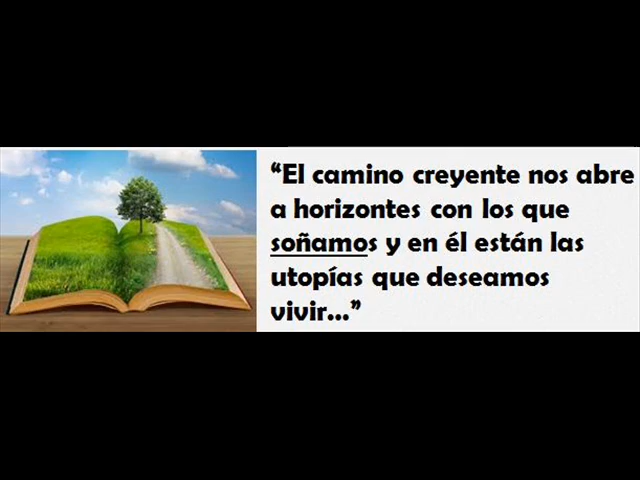 “El camino creyente nos abre
a horizontes con los que
soñamos y en él están las
utopías que deseamos
vivir...”